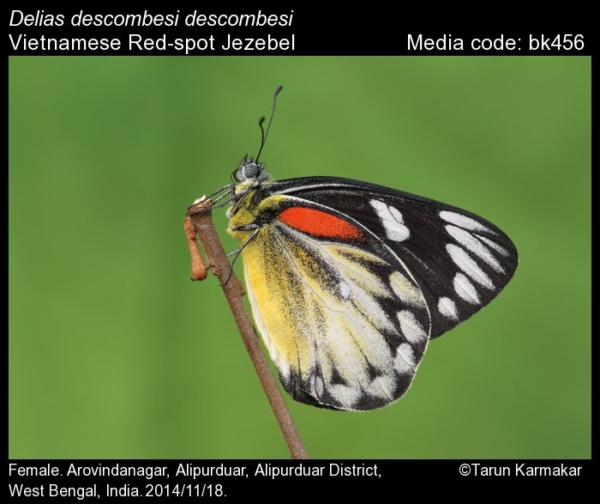 Delias descombesi descombesi
Vietnamese Red-spot Jezebel Media code: bk456
Female. Arovindanagar, Alipurduar, Alipurduar District, ©Tarun Karmakar
West Bengal, India. 2014/11/18.